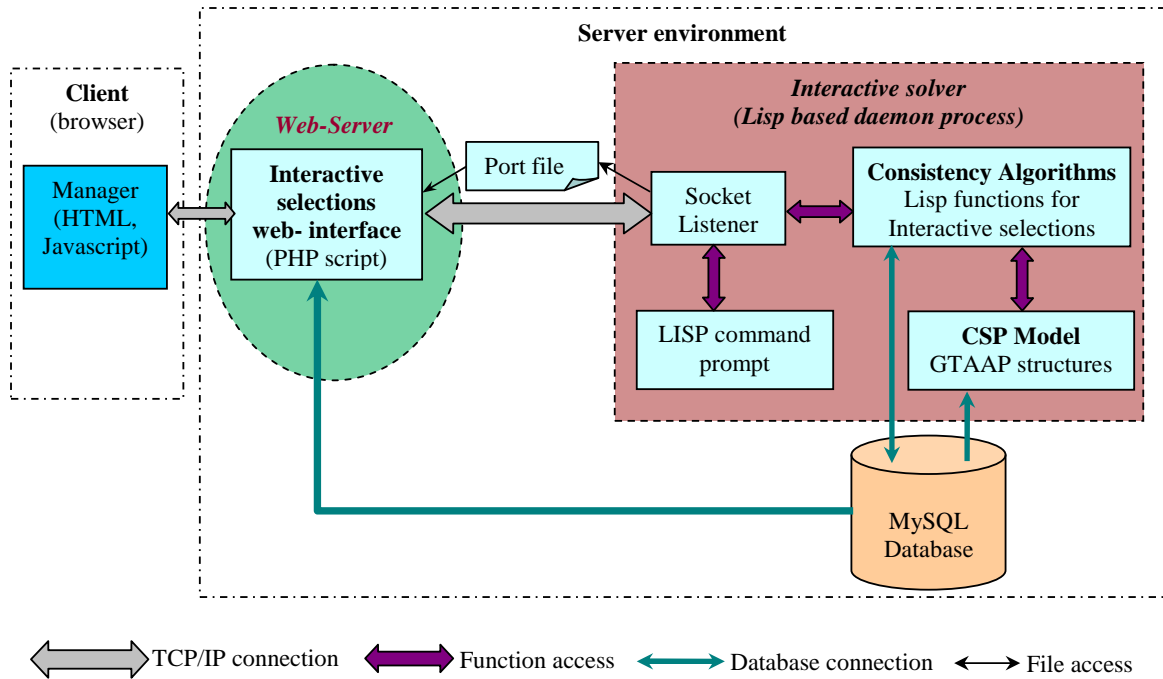 Server environment
Client
(browser)
Manager
(HTML,
Javascript)
Web-Server
Interactive
selections
web- interface
(PHP script)
Port file
Interactive solver
(Lisp based daemon process)
Socket
Listener
Consistency Algorithms
Lisp functions for
Interactive selections
LISP command
prompt
CSP Model
GTAAP structures
MySQL
Database
TCP/IP connection
Function access
Database connection
File access